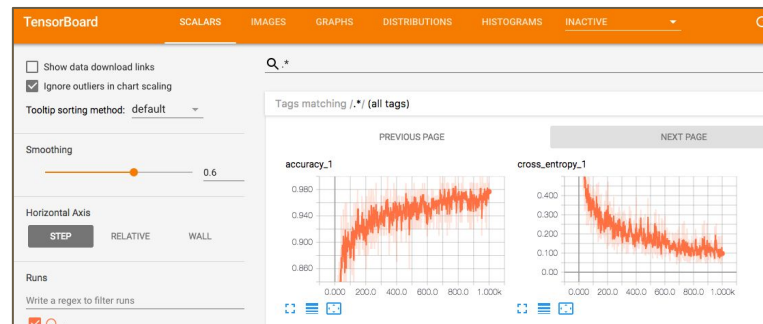 TensorBoard SCALARS IMAGES GRAPHS DISTRIBUTIONS HISTOGRAMS INACTIVE
Show data download links
Ignore outliers in chart scaling
Tooltip sorting method: default
Smoothing
0.6
Horizontal Axis
STEP RELATIVE WALL
Runs
Write a regex to filter runs
.*
Tags matching /.*/ (all tags)
PREVIOUS PAGE NEXT PAGE
accuracy_1
0.980
0.940
0.900
0.860
0.000 200.0 400.0 600.0 800.0 1.000k
cross_entropy_1
0.400
0.300
0.200
0.100
0.00
0.000 200.0 400.0 600.0 800.0 1.000k